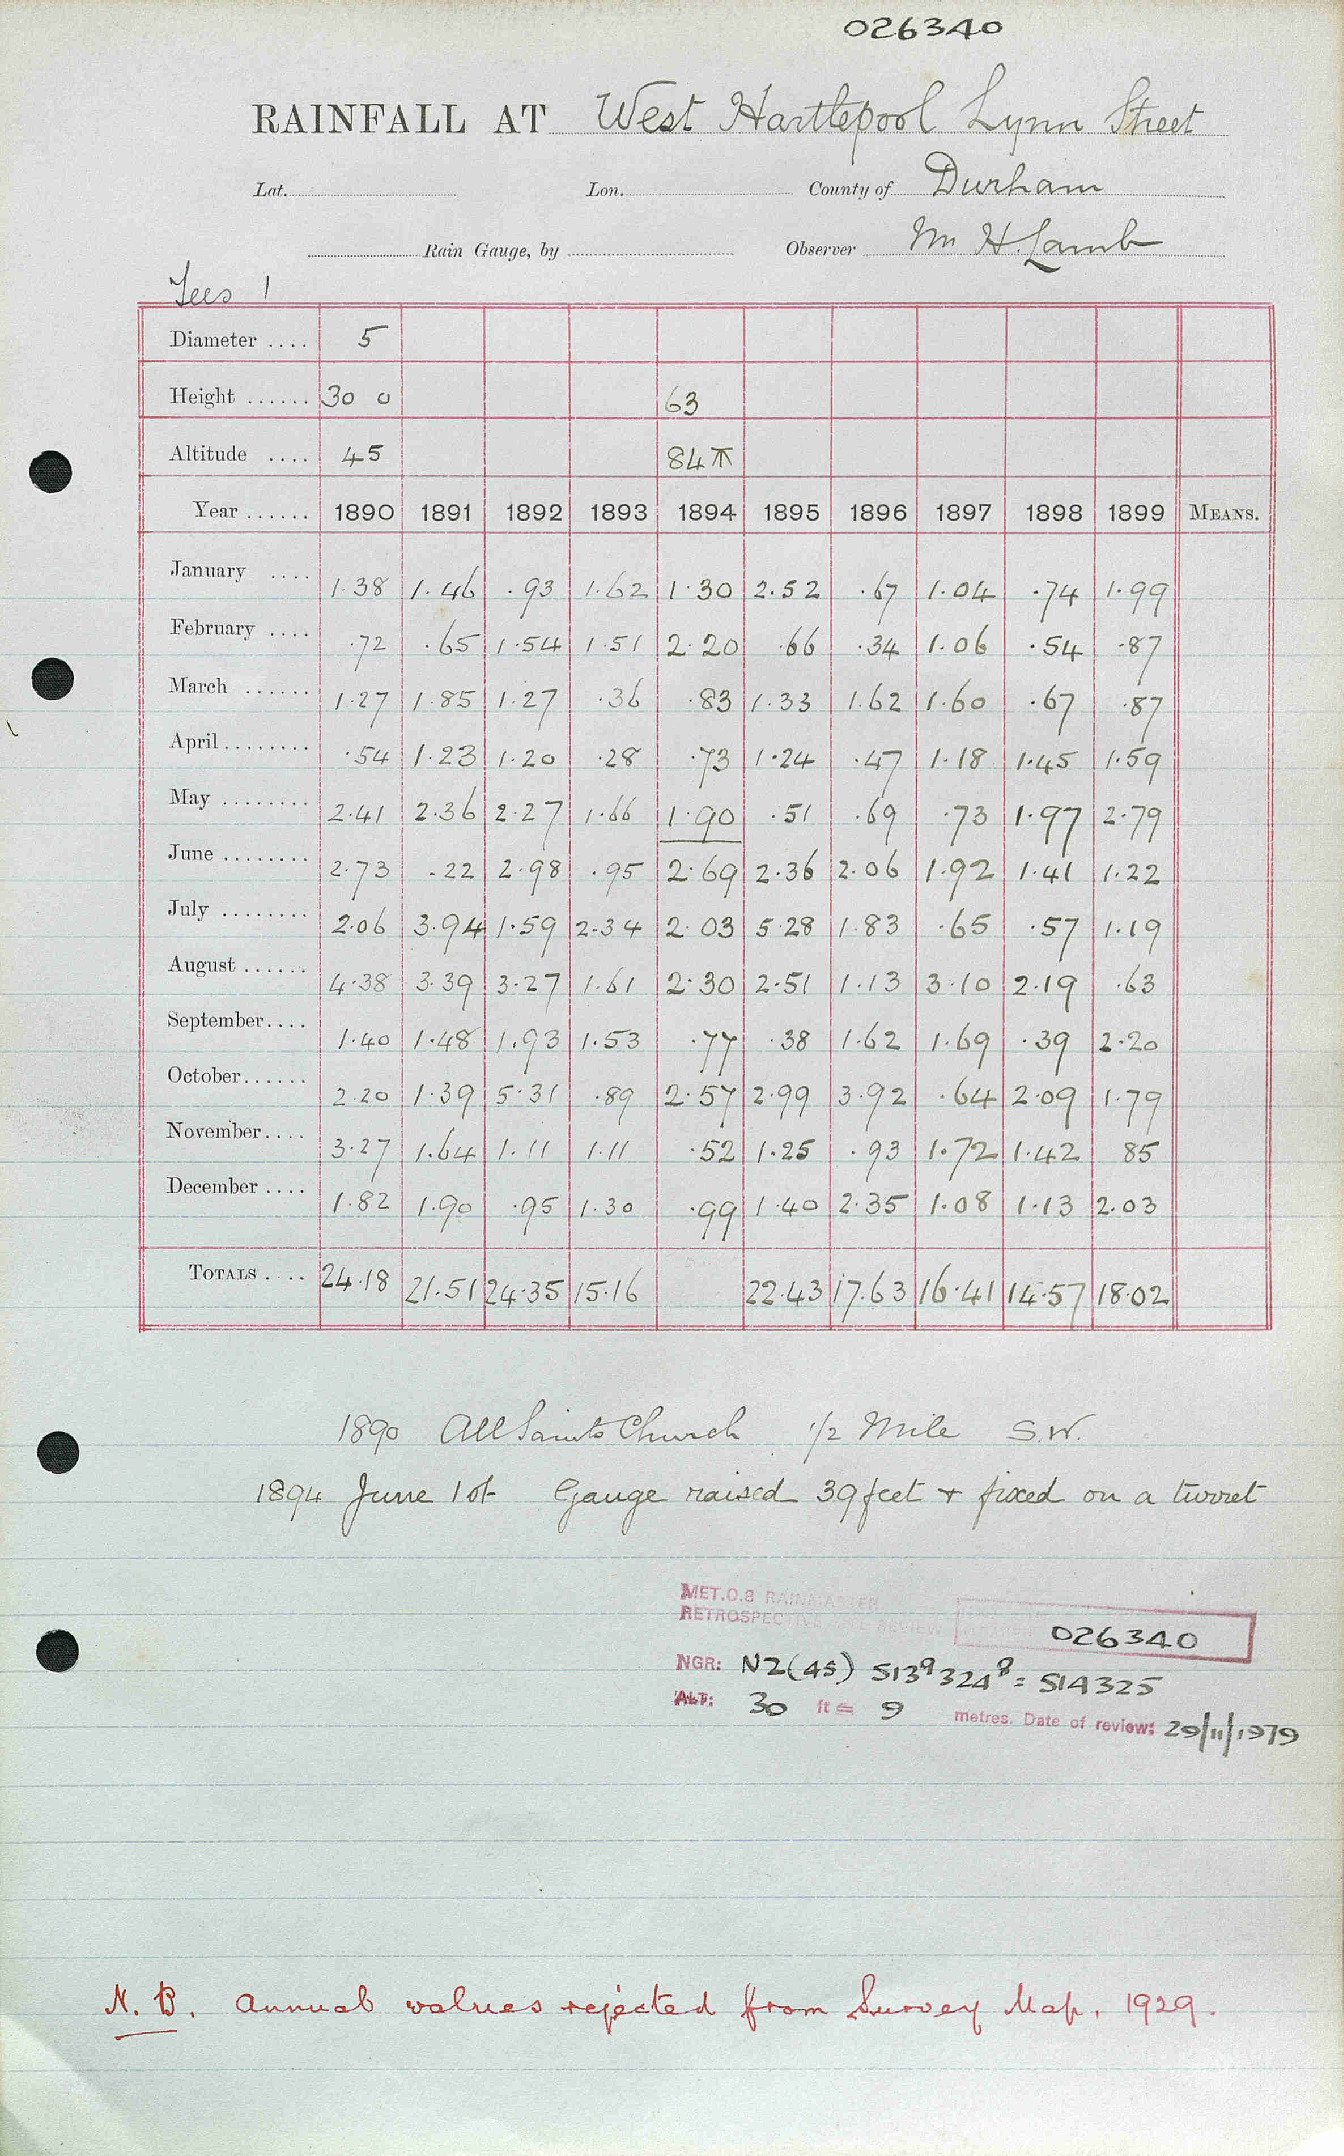 026340
RAINFALL AT West Hartlepool Lynn Street
Lat. Lon. County of Durham
Rain Gauge, by Observer Mr H. Lamb
Tees 1
Diameter .... 5
Height ...... 30 0 63
Altitude .... 45 84
Year ...... 1890 1891 1892 1893 1894 1895 1896 1897 1898 1899 MEANS.
January .... 1.38 1.46 .93 1.62 1.30 2.52 .67 1.04 .74 1.99
February .... .72 .65 1.54 1.51 2.20 .66 .34 1.06 .54 .87
March ...... 1.27 1.85 1.27 .36 .83 1.33 1.62 1.60 .67 .87
April ........ .54 1.23 1.20 .28 .73 1.24 .47 1.18 1.45 1.59
May ........ 2.41 2.36 2.27 1.66 1.90 .51 .69 .73 1.97 2.79
June ........ 2.73 .22 2.98 .95 2.69 2.36 2.06 1.92 1.41 1.22
July ........ 2.06 3.94 1.59 2.34 2.03 5.28 1.83 .65 .57 1.19
August ...... 4.38 3.39 3.27 1.61 2.30 2.51 1.13 3.10 2.19 .63
September.... 1.40 1.48 1.93 1.53 .77 .38 1.62 1.69 .39 2.20
October...... 2.20 1.39 5.31 .89 2.57 2.99 3.92 .64 2.09 1.79
November.... 3.27 1.64 1.11 1.11 .52 1.25 .93 1.72 1.42 85
December .... 1.82 1.90 .95 1.30 .99 1.40 2.35 1.08 1.13 2.03
TOTALS .... 24.18 21.51 24.35 15.16 22.43 17.63 16.41 14.57 18.02
1890 All Saints Church 1/2 Mile S.W.
1894 June 1st Gauge raised 39 feet + fixed on a turret
MET.O.8 RAINMASTER
RETROSPECTIVE REVIEW 026340
NGR: NZ(45) 513⁹324⁸ = 514325
ALT: 30 ft = 9 metres. Date of review: 29/11/1979
N.B. Annual values rejected from Survey Map, 1929.